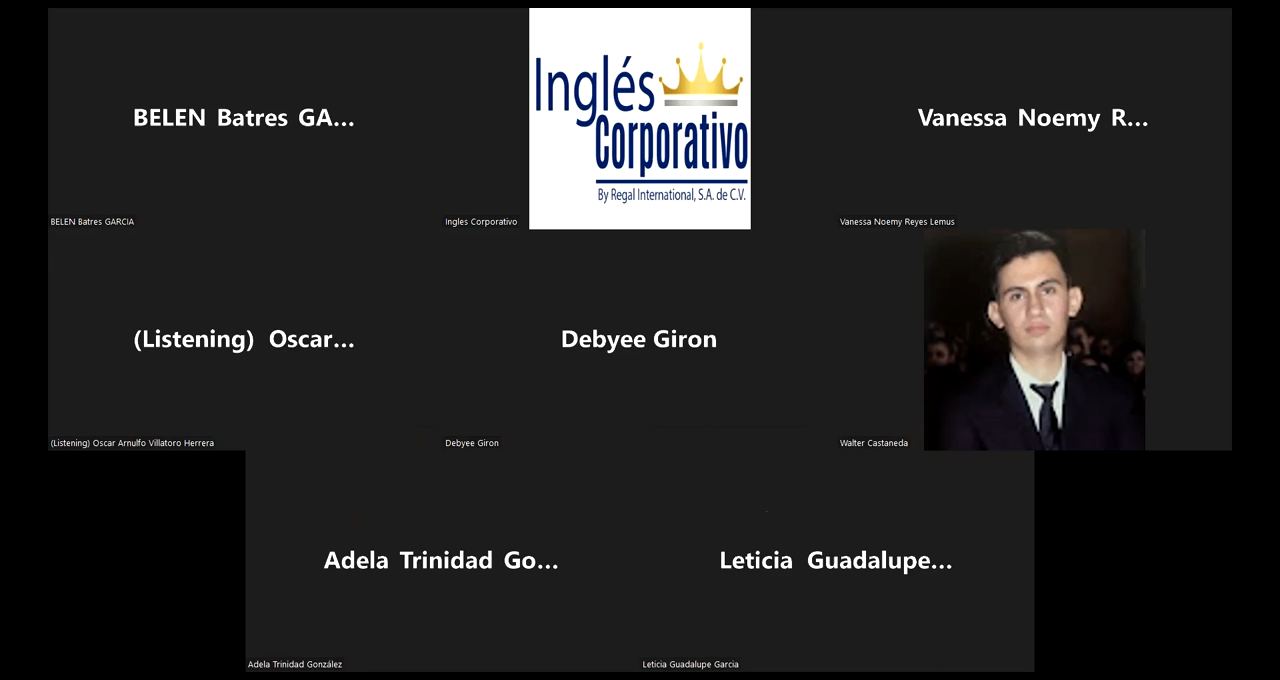 BELEN Batres GA...
BELEN Batres GARCIA
Inglés
Corporativo
By Regal International, S.A. de C.V.
Ingles Corporativo
Vanessa Noemy R...
Vanessa Noemy Reyes Lemus
(Listening) Oscar...
(Listening) Oscar Arnulfo Villatoro Herrera
Debyee Giron
Debyee Giron
Walter Castaneda
Adela Trinidad Go...
Adela Trinidad González
Leticia Guadalupe...
Leticia Guadalupe Garcia